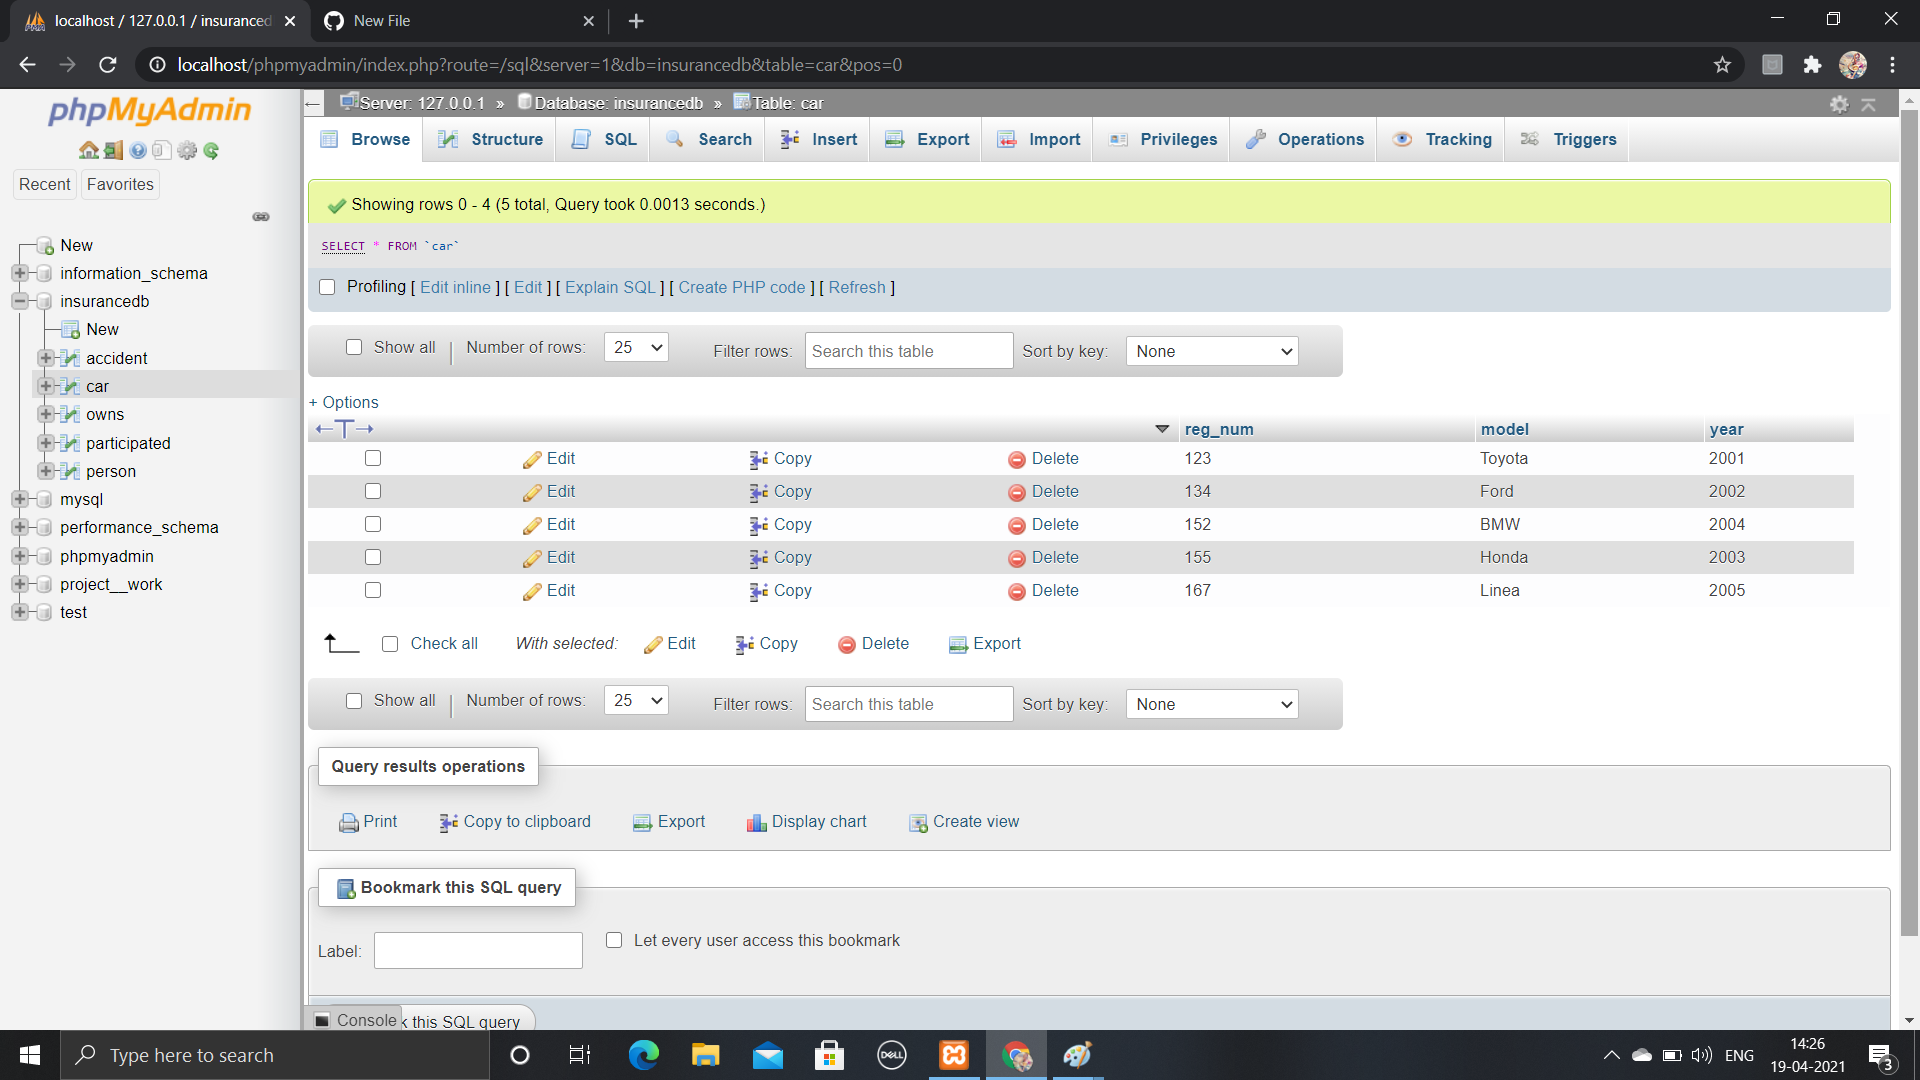 localhost / 127.0.0.1 / insuranced
New File
localhost/phpmyadmin/index.php?route=/sql&server=1&db=insurancedb&table=car&pos=0
phpMyAdmin
Recent Favorites
New
information_schema
insurancedb
New
accident
car
owns
participated
person
mysql
performance_schema
phpmyadmin
project__work
test
Server: 127.0.0.1 » Database: insurancedb » Table: car
Browse Structure SQL Search Insert Export Import Privileges Operations Tracking Triggers
Showing rows 0 - 4 (5 total, Query took 0.0013 seconds.)
SELECT * FROM `car`
Profiling [ Edit inline ] [ Edit ] [ Explain SQL ] [ Create PHP code ] [ Refresh ]
Show all | Number of rows: 25 Filter rows: Search this table Sort by key: None
+ Options
←T→ reg_num model year
Edit Copy Delete 123 Toyota 2001
Edit Copy Delete 134 Ford 2002
Edit Copy Delete 152 BMW 2004
Edit Copy Delete 155 Honda 2003
Edit Copy Delete 167 Linea 2005
Check all With selected: Edit Copy Delete Export
Show all | Number of rows: 25 Filter rows: Search this table Sort by key: None
Query results operations
Print Copy to clipboard Export Display chart Create view
Bookmark this SQL query
Label: Let every user access this bookmark
Console k this SQL query
Type here to search
DELL
ENG
14:26
19-04-2021
3